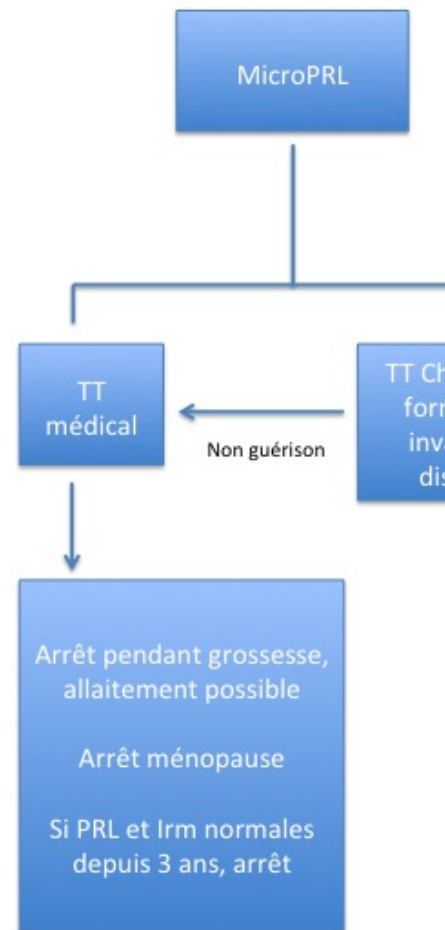 MicroPRL
TT
médical
Non guérison
TT
Arrêt pendant grossesse,
allaitement possible
Arrêt ménopause
Si PRL et Irm normales
depuis 3 ans, arrêt